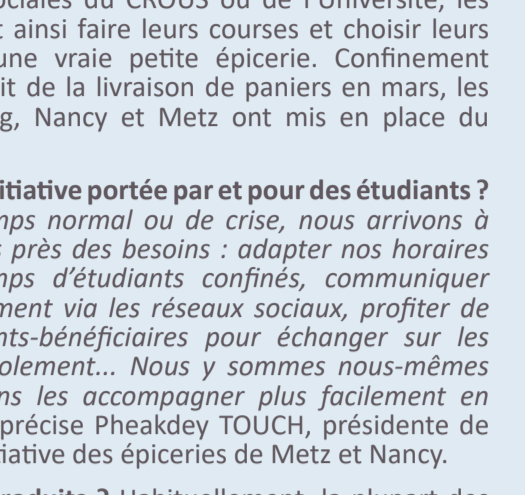 sociales du CROUS ou de l'Université, les
t ainsi faire leurs courses et choisir leurs
une vraie petite épicerie. Confinement
it de la livraison de paniers en mars, les
g, Nancy et Metz ont mis en place du
itiative portée par et pour des étudiants ?
mps normal ou de crise, nous arrivons à
s près des besoins : adapter nos horaires
mps d'étudiants confinés, communiquer
ment via les réseaux sociaux, profiter de
nts-bénéficiaires pour échanger sur les
olement... Nous y sommes nous-mêmes
ns les accompagner plus facilement en
précise Pheakdey TOUCH, présidente de
tiative des épiceries de Metz et Nancy.
produits ? Habituellement, la plupart des